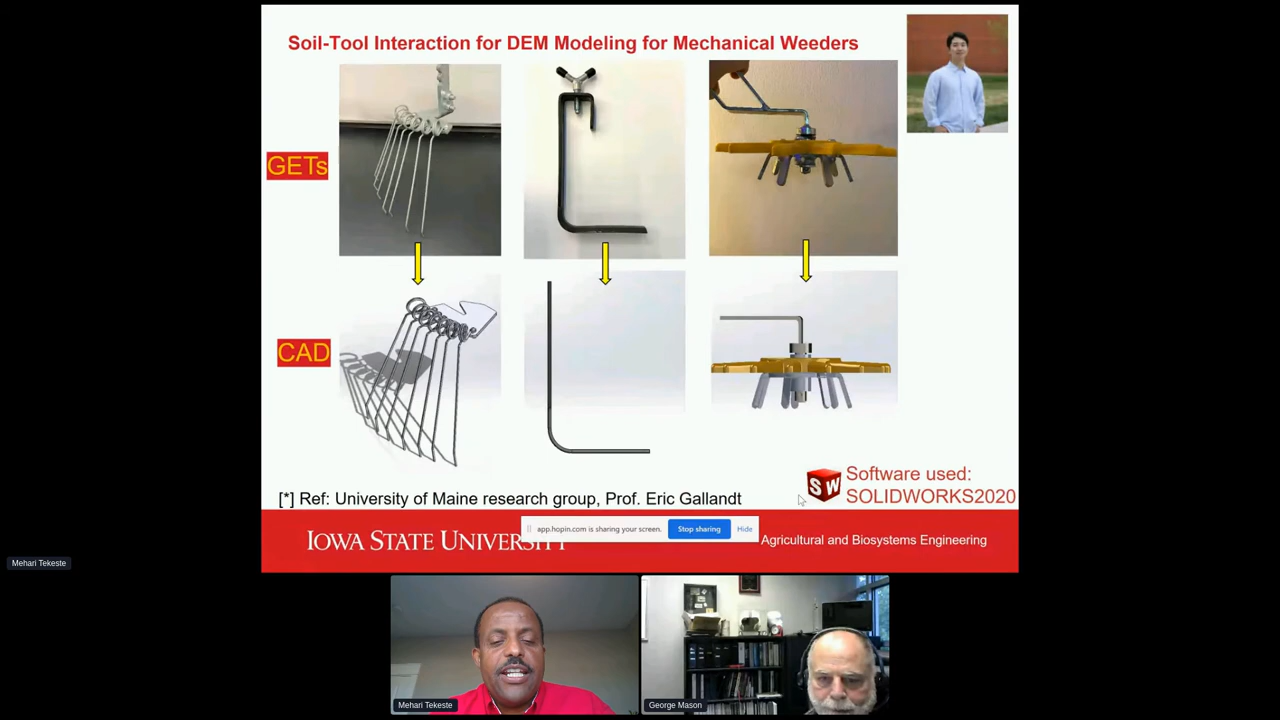 Soil-Tool Interaction for DEM Modeling for Mechanical Weeders
GETs
CAD
SW
Software used:
SOLIDWORKS2020
[*] Ref: University of Maine research group, Prof. Eric Gallandt
app.hopin.com is sharing your screen.
Stop sharing
Hide
IOWA STATE UNIVERSITY
Agricultural and Biosystems Engineering
Mehari Tekeste
Mehari Tekeste
George Mason